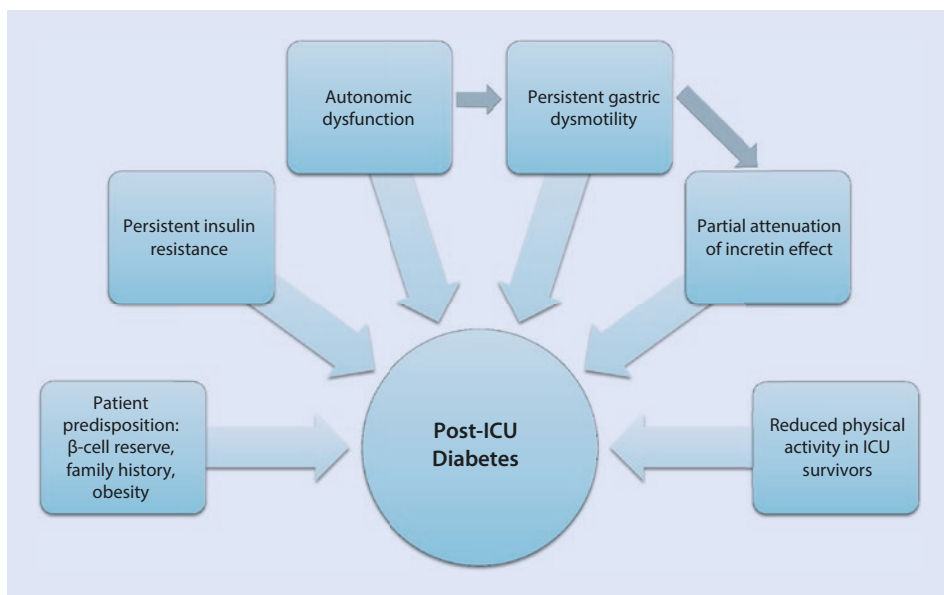 Autonomic
dysfunction
Persistent gastric
dysmotility
Persistent insulin
resistance
Partial attenuation
of incretin effect
Patient
predisposition:
β-cell reserve,
family history,
obesity
Post-ICU
Diabetes
Reduced physical
activity in ICU
survivors